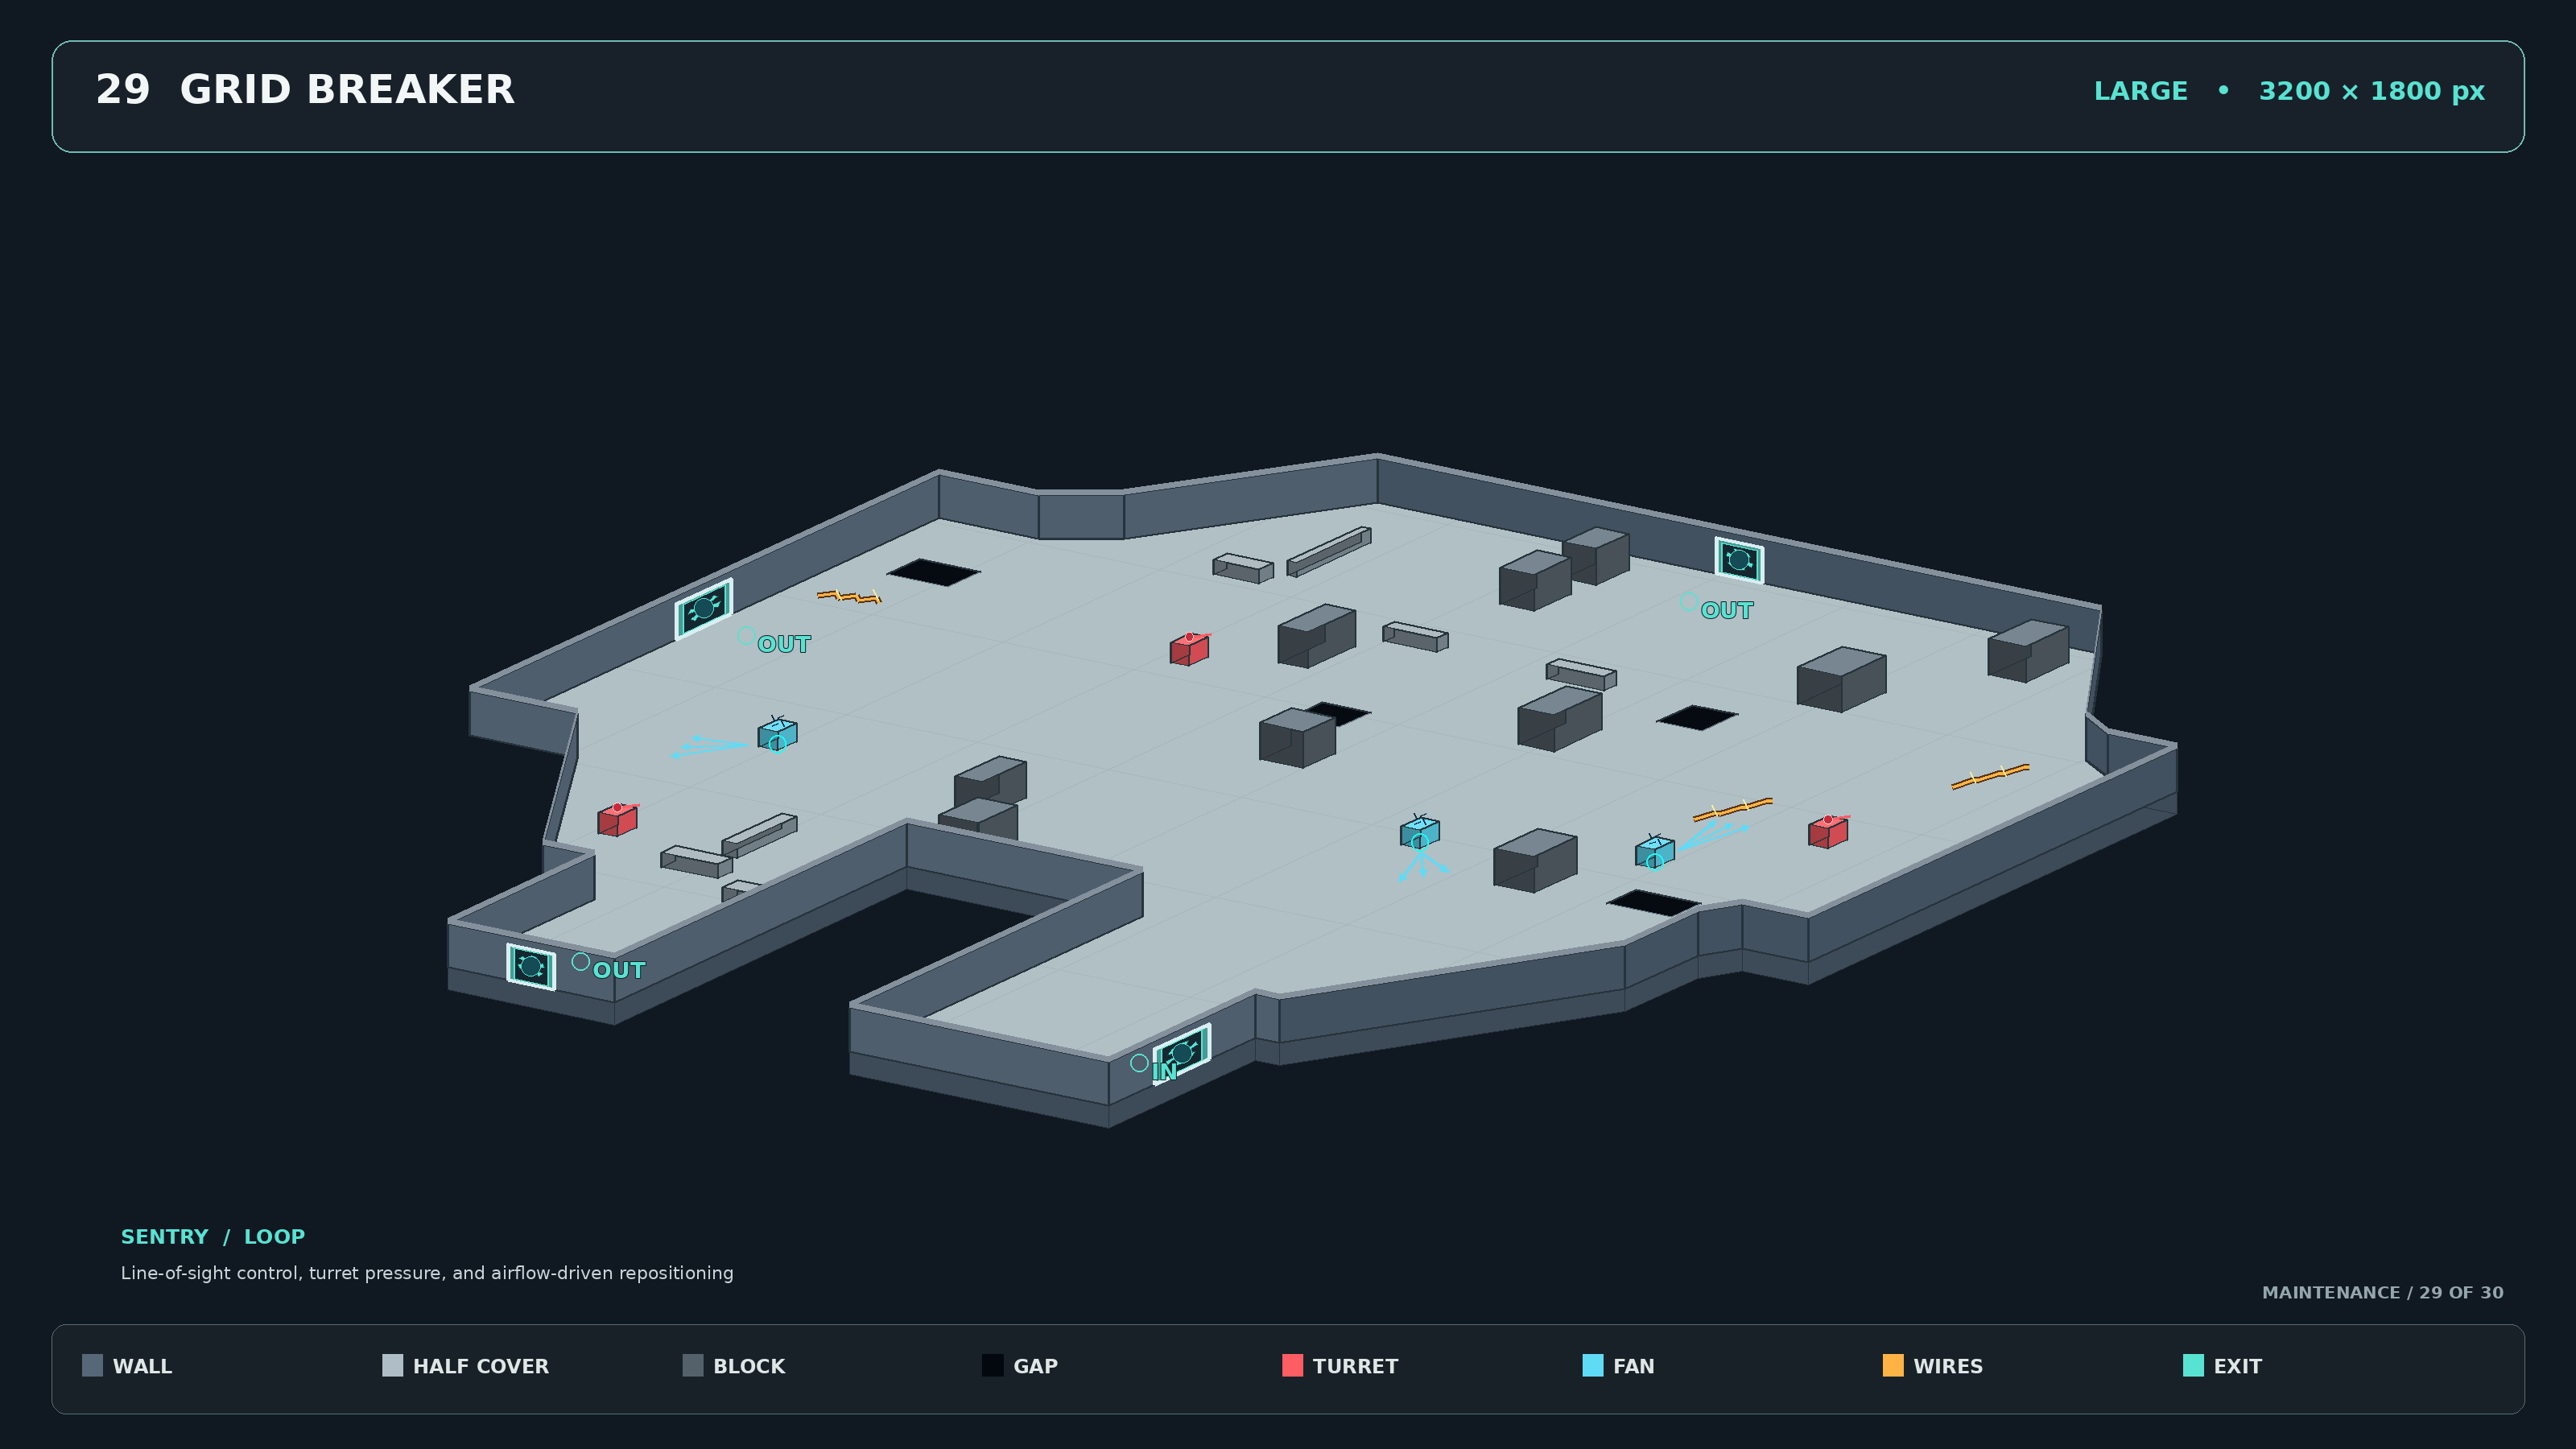 29 GRID BREAKER
LARGE • 3200 × 1800 px
OUT
OUT
OUT
IN
SENTRY / LOOP
Line-of-sight control, turret pressure, and airflow-driven repositioning
MAINTENANCE / 29 OF 30
WALL
HALF COVER
BLOCK
GAP
TURRET
FAN
WIRES
EXIT